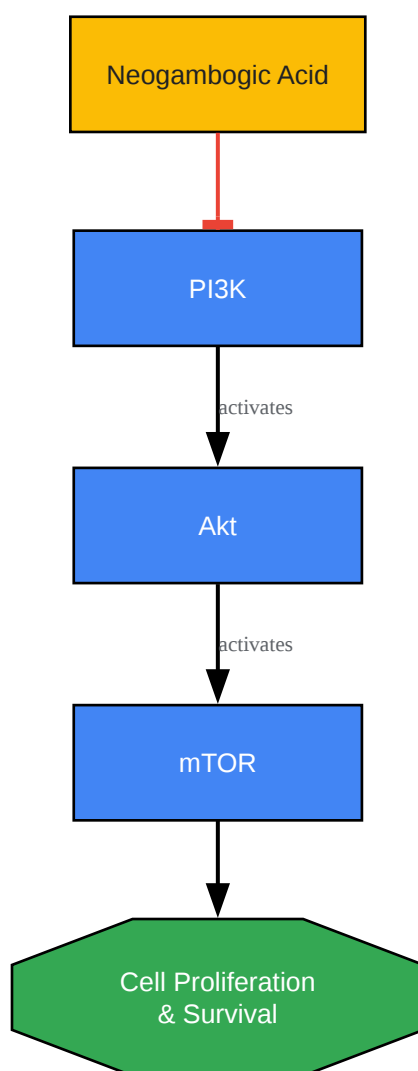 Neogambogic Acid
PI3K
activates
Akt
activates
mTOR
Cell Proliferation
& Survival